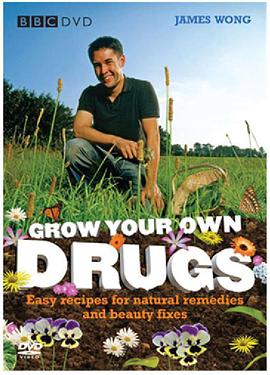 BBC DVD
JAMES WONG
GROW YOUR OWN
DRUGS
Easy recipes for natural remedies
and beauty fixes
DVD
VIDEO